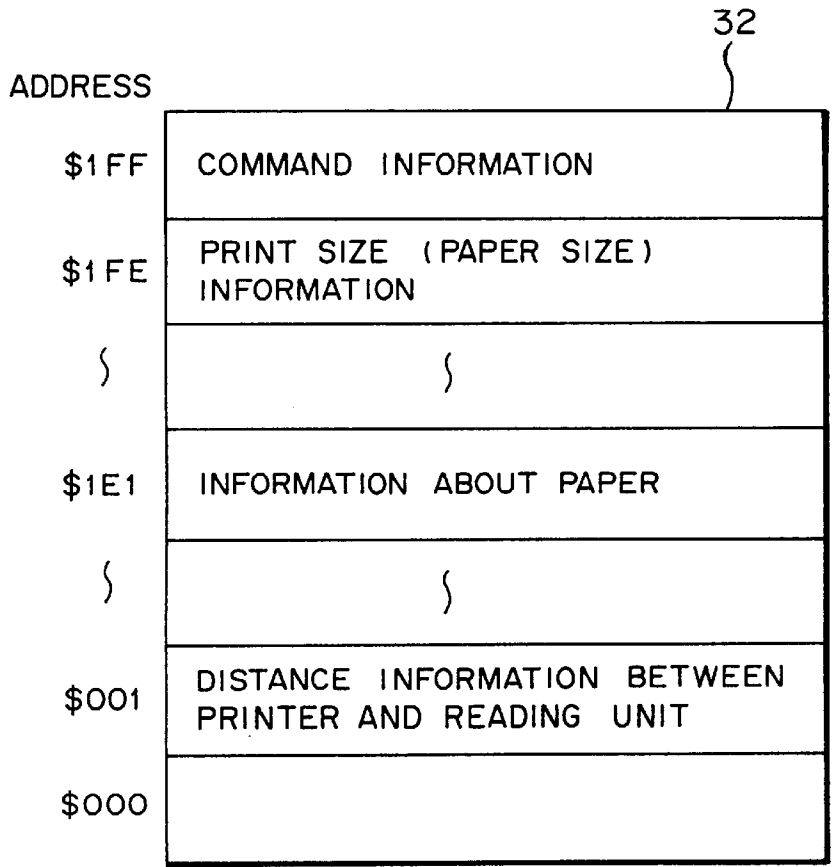 32
ADDRESS
$1FF COMMAND INFORMATION
$1FE PRINT SIZE (PAPER SIZE)
INFORMATION
$1E1 INFORMATION ABOUT PAPER
$001 DISTANCE INFORMATION BETWEEN
PRINTER AND READING UNIT
$000